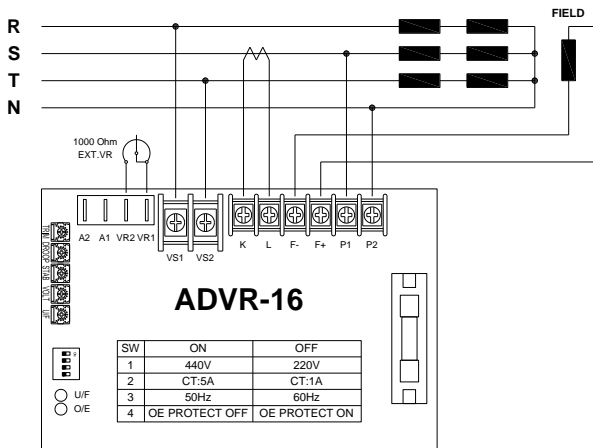 FIELD
R
S
T
N
1000 Ohm
EXT.VR
A2 A1 VR2 VR1
VS1 VS2
K L F- F+ P1 P2
TRIM
DROOP
STAB
VOLT
U/F
ADVR-16
SW ON OFF
1 440V 220V
2 CT:5A CT:1A
3 50Hz 60Hz
4 OE PROTECT OFF OE PROTECT ON
U/F
O/E